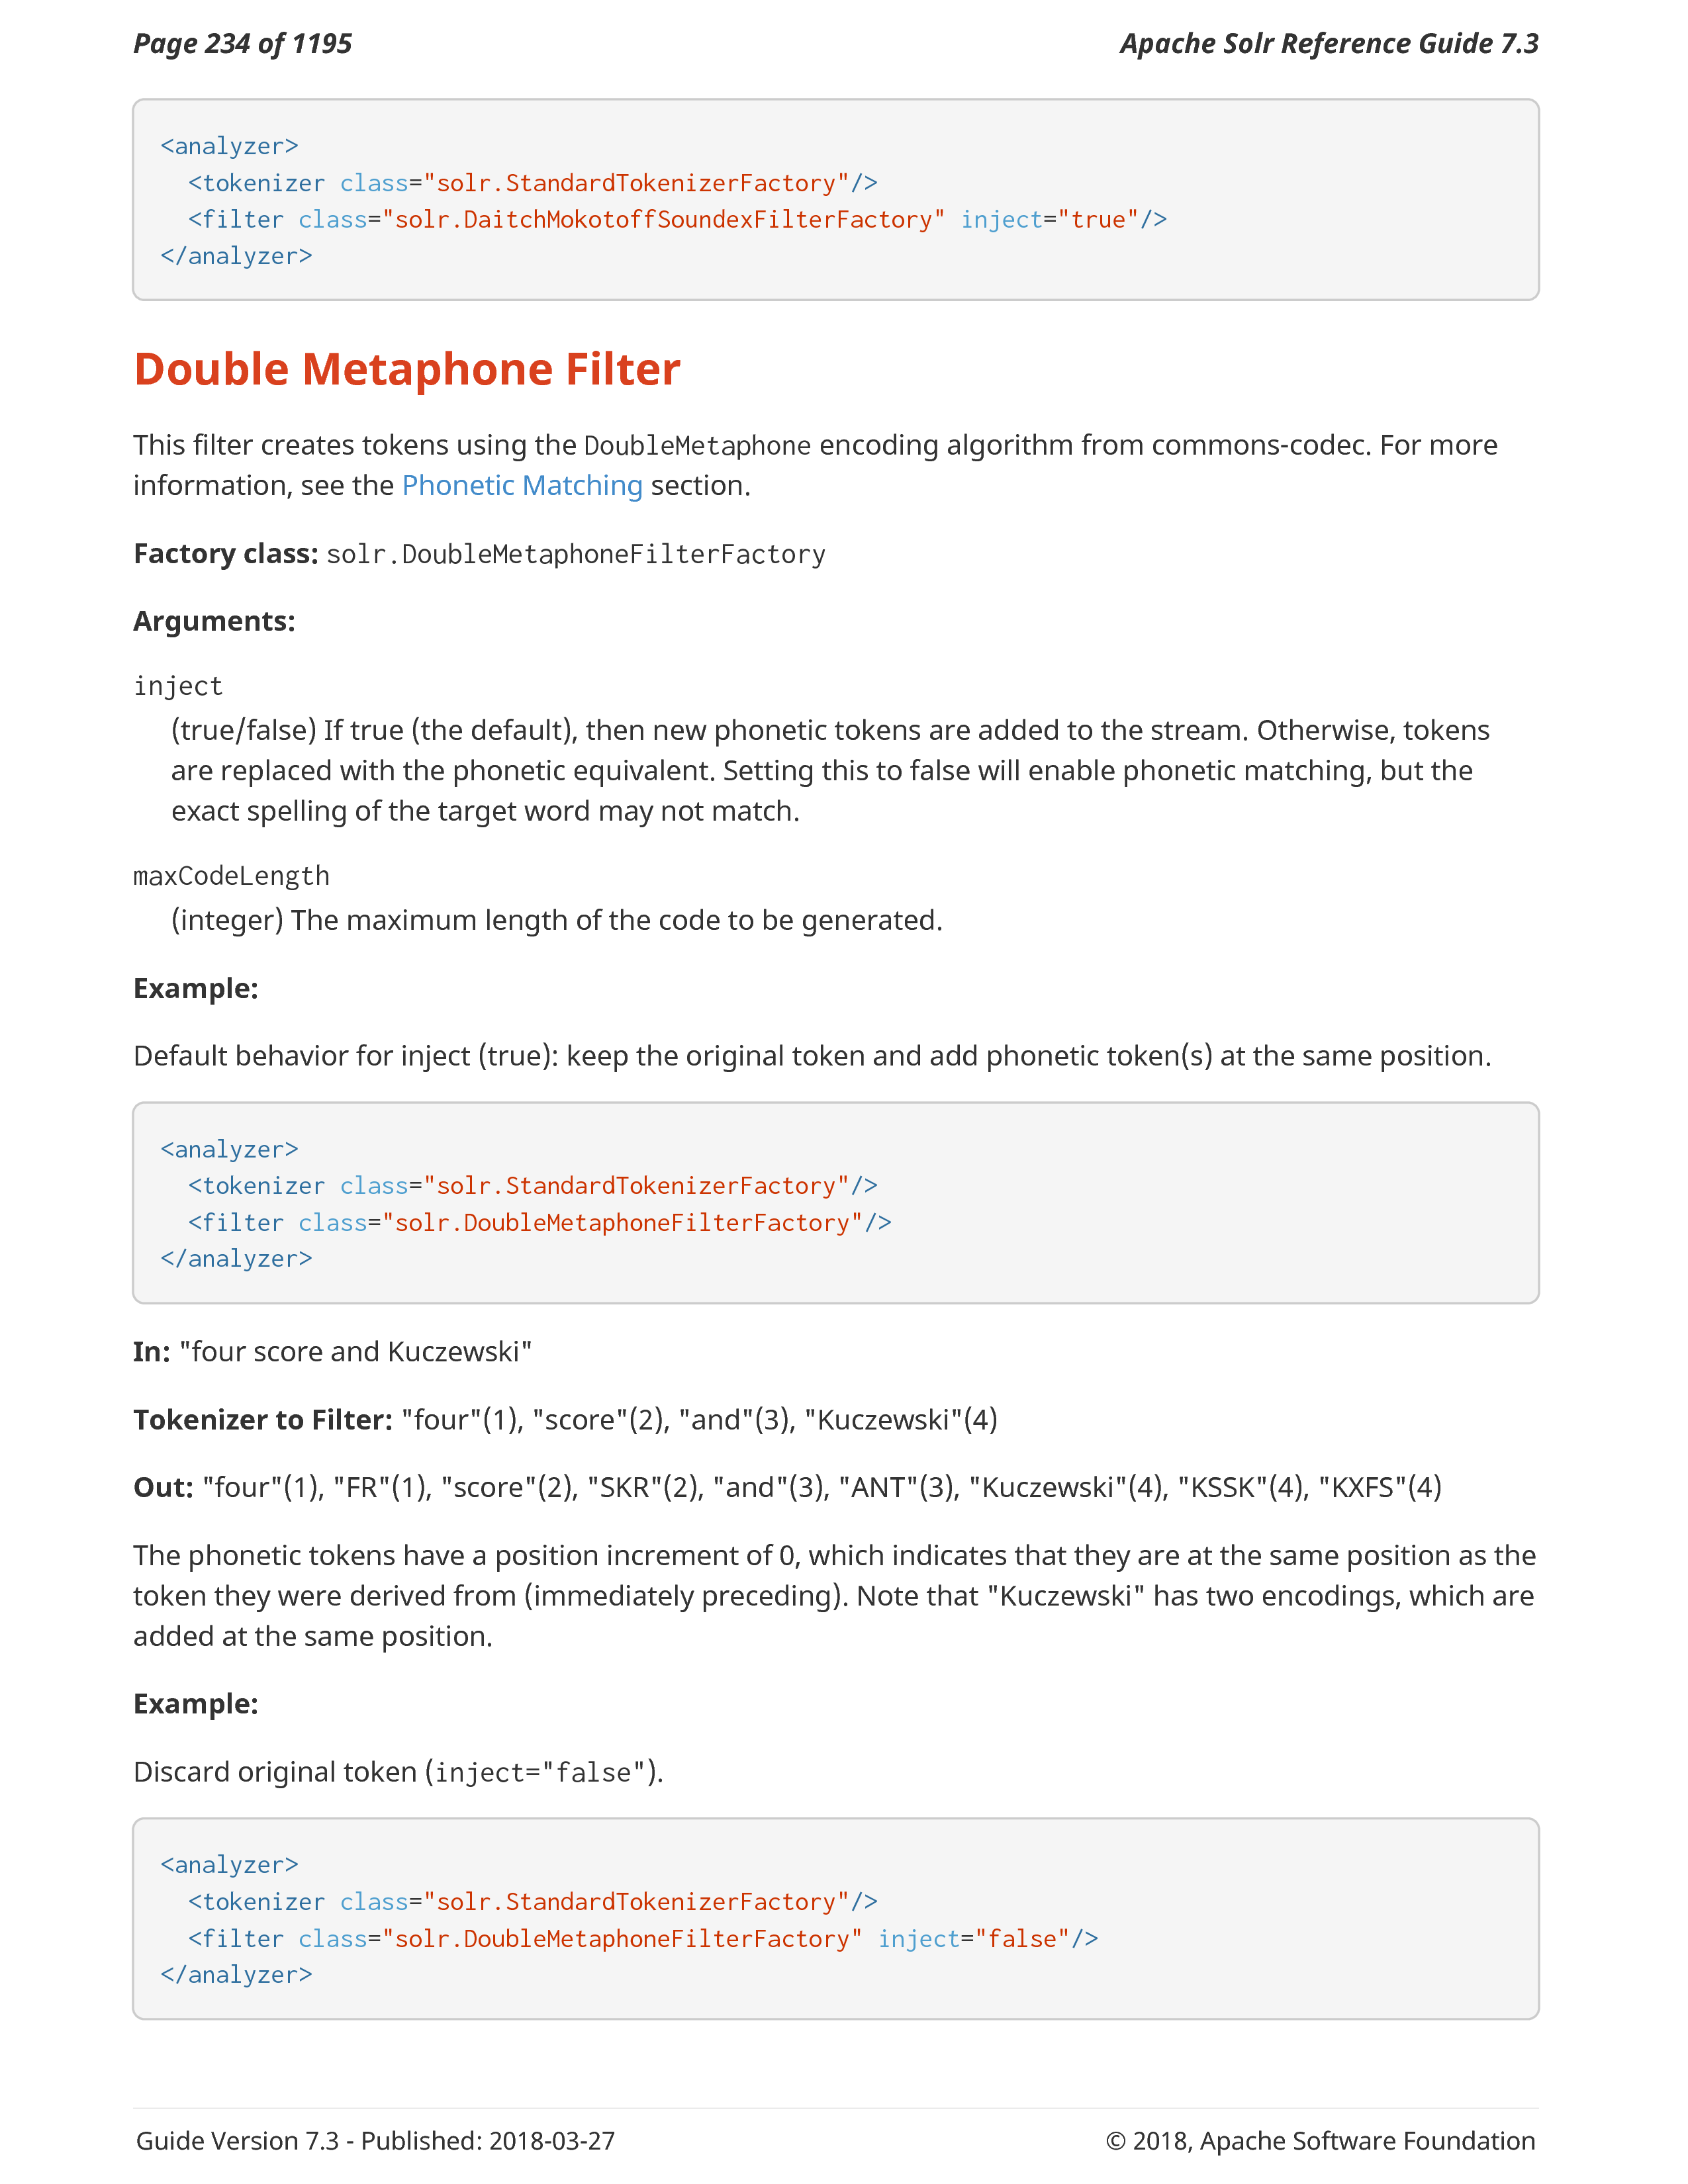 Page 234 of 1195
Apache Solr Reference Guide 7.3
<analyzer>
  <tokenizer class="solr.StandardTokenizerFactory"/>
  <filter class="solr.DaitchMokotoffSoundexFilterFactory" inject="true"/>
</analyzer>
Double Metaphone Filter
This filter creates tokens using the DoubleMetaphone encoding algorithm from commons-codec. For more
information, see the Phonetic Matching section.
Factory class: solr.DoubleMetaphoneFilterFactory
Arguments:
inject
(true/false) If true (the default), then new phonetic tokens are added to the stream. Otherwise, tokens
are replaced with the phonetic equivalent. Setting this to false will enable phonetic matching, but the
exact spelling of the target word may not match.
maxCodeLength
(integer) The maximum length of the code to be generated.
Example:
Default behavior for inject (true): keep the original token and add phonetic token(s) at the same position.
<analyzer>
  <tokenizer class="solr.StandardTokenizerFactory"/>
  <filter class="solr.DoubleMetaphoneFilterFactory"/>
</analyzer>
In: "four score and Kuczewski"
Tokenizer to Filter: "four"(1), "score"(2), "and"(3), "Kuczewski"(4)
Out: "four"(1), "FR"(1), "score"(2), "SKR"(2), "and"(3), "ANT"(3), "Kuczewski"(4), "KSSK"(4), "KXFS"(4)
The phonetic tokens have a position increment of 0, which indicates that they are at the same position as the
token they were derived from (immediately preceding). Note that "Kuczewski" has two encodings, which are
added at the same position.
Example:
Discard original token (inject="false").
<analyzer>
  <tokenizer class="solr.StandardTokenizerFactory"/>
  <filter class="solr.DoubleMetaphoneFilterFactory" inject="false"/>
</analyzer>
Guide Version 7.3 - Published: 2018-03-27
© 2018, Apache Software Foundation